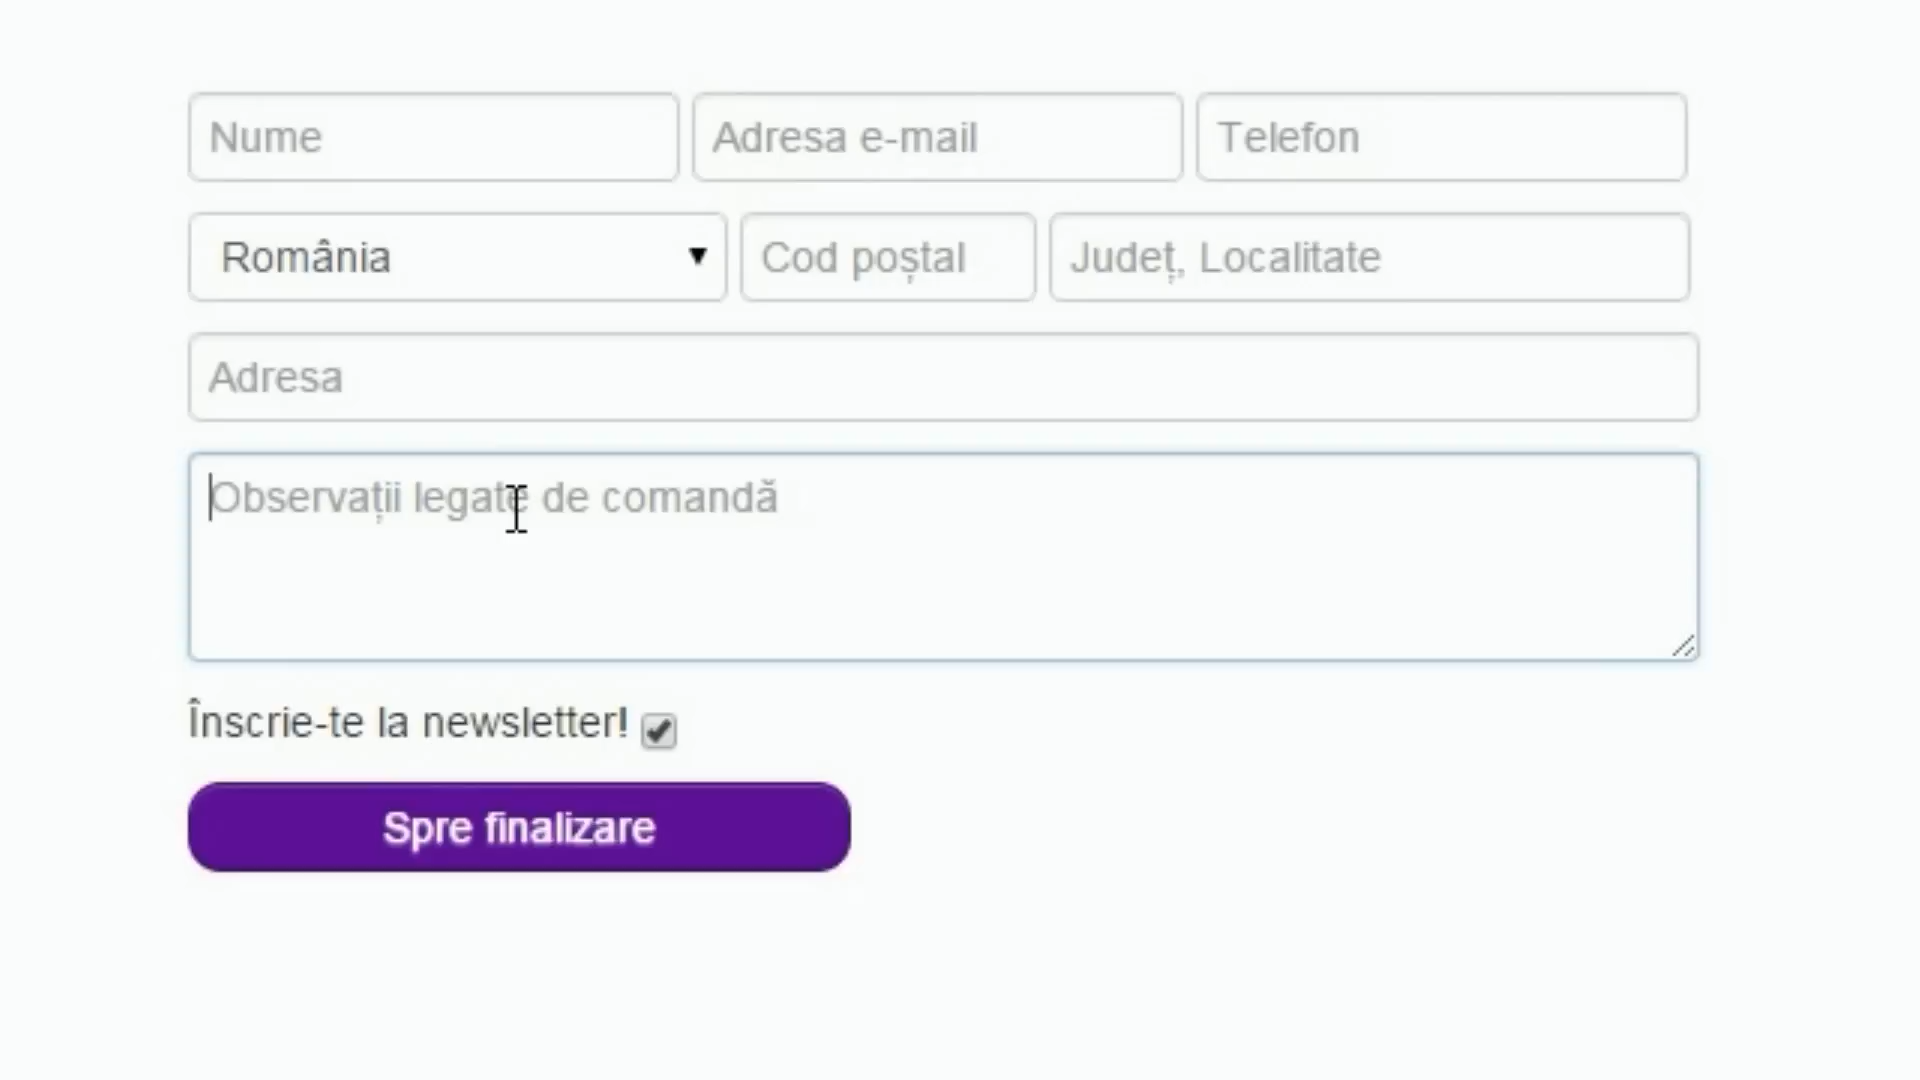 Nume Adresa e-mail Telefon
România Cod poștal Județ, Localitate
Adresa
Observații legate de comandă
Înscrie-te la newsletter!
Spre finalizare